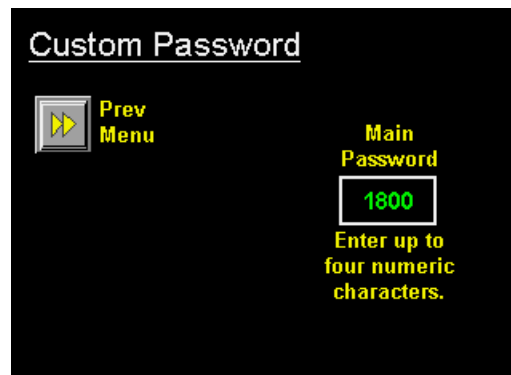 Custom Password
Prev
Menu
Main
Password
1800
Enter up to
four numeric
characters.